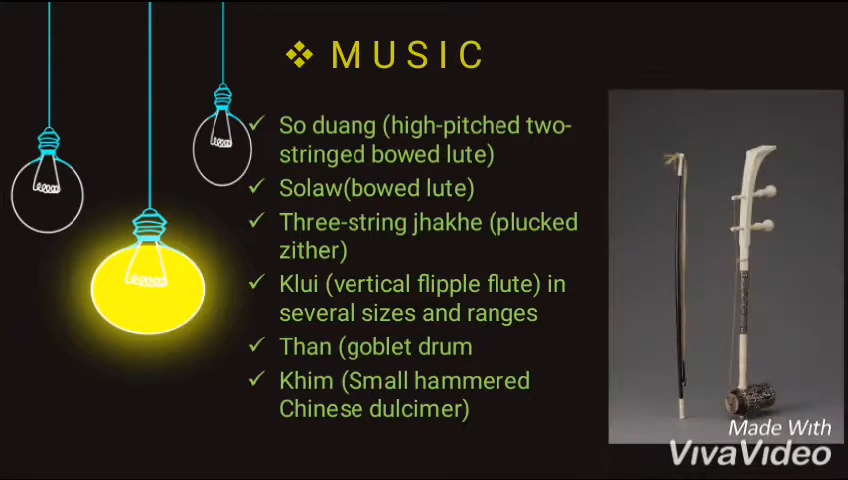 ❖ MUSIC
✓ So duang (high-pitched two-
stringed bowed lute)
✓ Solaw(bowed lute)
✓ Three-string jhakhe (plucked
zither)
✓ Klui (vertical flipple flute) in
several sizes and ranges
✓ Than (goblet drum
✓ Khim (Small hammered
Chinese dulcimer)
Made With
VivaVideo